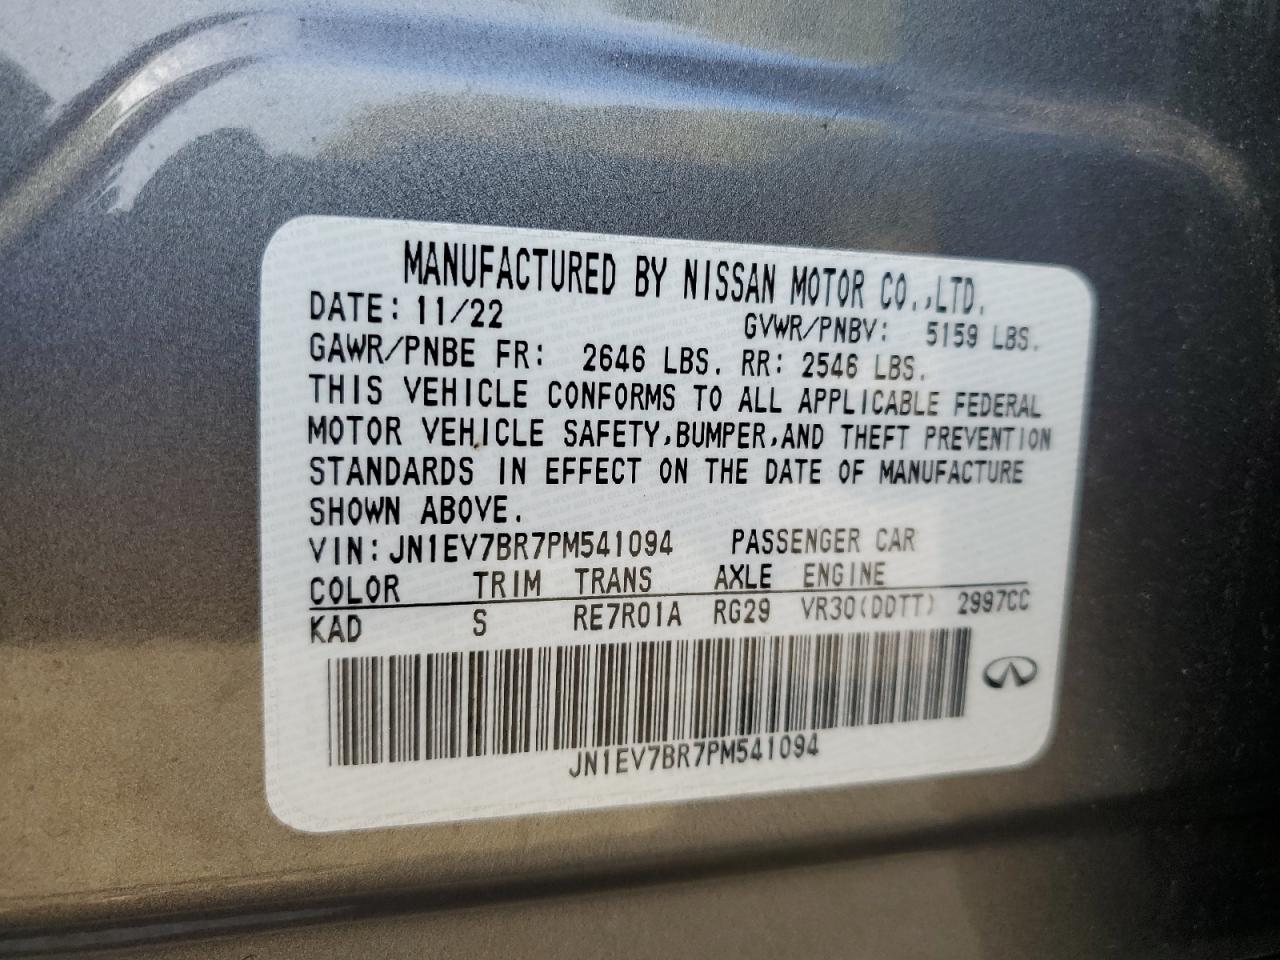 MANUFACTURED BY NISSAN MOTOR CO.,LTD.
DATE: 11/22 GVWR/PNBV: 5159 LBS.
GAWR/PNBE FR: 2646 LBS. RR: 2546 LBS.
THIS VEHICLE CONFORMS TO ALL APPLICABLE FEDERAL
MOTOR VEHICLE SAFETY,BUMPER,AND THEFT PREVENTION
STANDARDS IN EFFECT ON THE DATE OF MANUFACTURE
SHOWN ABOVE.
VIN: JN1EV7BR7PM541094 PASSENGER CAR
COLOR TRIM TRANS AXLE ENGINE
KAD S RE7R01A RG29 VR30(DDTT) 2997CC
JN1EV7BR7PM541094